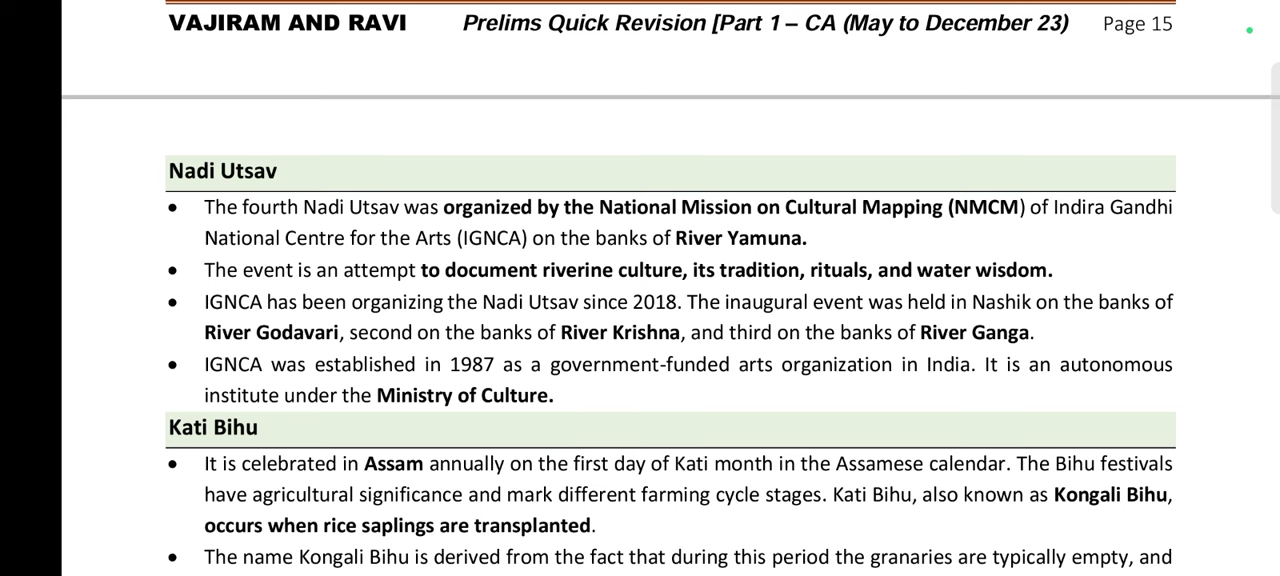 VAJIRAM AND RAVI Prelims Quick Revision [Part 1 – CA (May to December 23) Page 15
Nadi Utsav
• The fourth Nadi Utsav was organized by the National Mission on Cultural Mapping (NMCM) of Indira Gandhi
National Centre for the Arts (IGNCA) on the banks of River Yamuna.
• The event is an attempt to document riverine culture, its tradition, rituals, and water wisdom.
• IGNCA has been organizing the Nadi Utsav since 2018. The inaugural event was held in Nashik on the banks of
River Godavari, second on the banks of River Krishna, and third on the banks of River Ganga.
• IGNCA was established in 1987 as a government-funded arts organization in India. It is an autonomous
institute under the Ministry of Culture.
Kati Bihu
• It is celebrated in Assam annually on the first day of Kati month in the Assamese calendar. The Bihu festivals
have agricultural significance and mark different farming cycle stages. Kati Bihu, also known as Kongali Bihu,
occurs when rice saplings are transplanted.
• The name Kongali Bihu is derived from the fact that during this period the granaries are typically empty, and